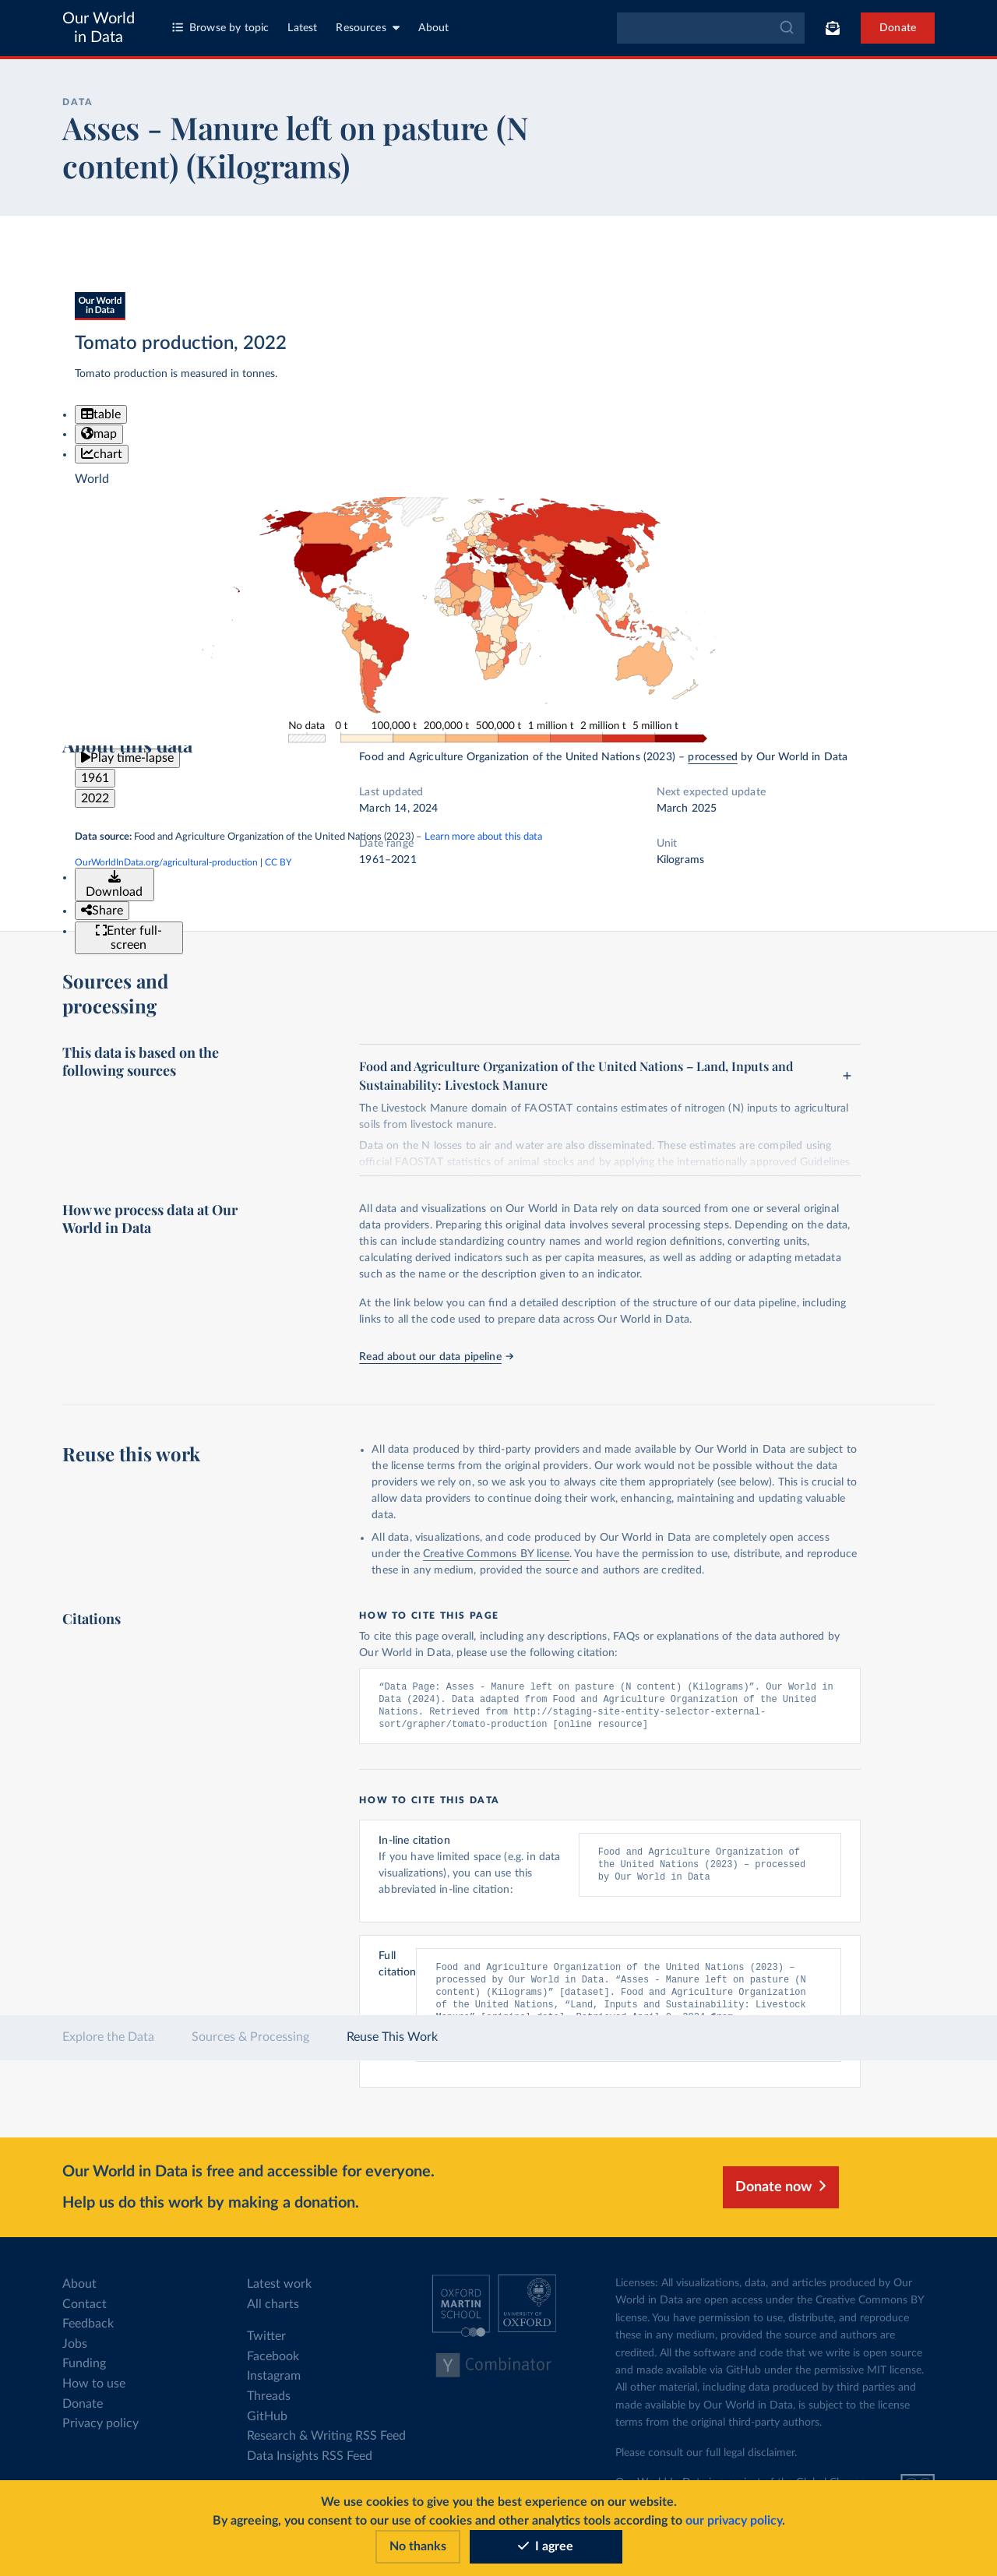 Our World
in Data
Browse by topic
Latest
Resources
About
Donate
DATA
Asses - Manure left on pasture (N
content) (Kilograms)
Our World
in Data
Tomato production, 2022
Tomato production is measured in tonnes.
table
map
chart
World
No data
0 t
100,000 t
200,000 t
500,000 t
1 million t
2 million t
5 million t
About this data
Play time-lapse
1961
2022
Food and Agriculture Organization of the United Nations (2023) – processed by Our World in Data
Last updated
March 14, 2024
Next expected update
March 2025
Data source: Food and Agriculture Organization of the United Nations (2023) – Learn more about this data
Date range
1961–2021
Unit
Kilograms
OurWorldInData.org/agricultural-production | CC BY
Download
Share
Enter full-
screen
Sources and
processing
This data is based on the
following sources
Food and Agriculture Organization of the United Nations – Land, Inputs and
Sustainability: Livestock Manure
The Livestock Manure domain of FAOSTAT contains estimates of nitrogen (N) inputs to agricultural
soils from livestock manure.
Data on the N losses to air and water are also disseminated. These estimates are compiled using
official FAOSTAT statistics of animal stocks and by applying the internationally approved Guidelines
How we process data at Our
World in Data
All data and visualizations on Our World in Data rely on data sourced from one or several original
data providers. Preparing this original data involves several processing steps. Depending on the data,
this can include standardizing country names and world region definitions, converting units,
calculating derived indicators such as per capita measures, as well as adding or adapting metadata
such as the name or the description given to an indicator.
At the link below you can find a detailed description of the structure of our data pipeline, including
links to all the code used to prepare data across Our World in Data.
Read about our data pipeline →
Reuse this work
All data produced by third-party providers and made available by Our World in Data are subject to
the license terms from the original providers. Our work would not be possible without the data
providers we rely on, so we ask you to always cite them appropriately (see below). This is crucial to
allow data providers to continue doing their work, enhancing, maintaining and updating valuable
data.
All data, visualizations, and code produced by Our World in Data are completely open access
under the Creative Commons BY license. You have the permission to use, distribute, and reproduce
these in any medium, provided the source and authors are credited.
Citations
HOW TO CITE THIS PAGE
To cite this page overall, including any descriptions, FAQs or explanations of the data authored by
Our World in Data, please use the following citation:
“Data Page: Asses - Manure left on pasture (N content) (Kilograms)”. Our World in
Data (2024). Data adapted from Food and Agriculture Organization of the United
Nations. Retrieved from http://staging-site-entity-selector-external-
sort/grapher/tomato-production [online resource]
HOW TO CITE THIS DATA
In-line citation
If you have limited space (e.g. in data
visualizations), you can use this
abbreviated in-line citation:
Food and Agriculture Organization of
the United Nations (2023) – processed
by Our World in Data
Full
citation
Food and Agriculture Organization of the United Nations (2023) –
processed by Our World in Data. “Asses - Manure left on pasture (N
content) (Kilograms)” [dataset]. Food and Agriculture Organization
of the United Nations, “Land, Inputs and Sustainability: Livestock
Explore the Data
Sources & Processing
Reuse This Work
Our World in Data is free and accessible for everyone.
Help us do this work by making a donation.
Donate now
About
Contact
Feedback
Jobs
Funding
How to use
Donate
Privacy policy
Latest work
All charts
Twitter
Facebook
Instagram
Threads
GitHub
Research & Writing RSS Feed
Data Insights RSS Feed
OXFORD
MARTIN
SCHOOL
UNIVERSITY OF
OXFORD
Y Combinator
Licenses: All visualizations, data, and articles produced by Our
World in Data are open access under the Creative Commons BY
license. You have permission to use, distribute, and reproduce
these in any medium, provided the source and authors are
credited. All the software and code that we write is open source
and made available via GitHub under the permissive MIT license.
All other material, including data produced by third parties and
made available by Our World in Data, is subject to the license
terms from the original third-party authors.
Please consult our full legal disclaimer.
We use cookies to give you the best experience on our website.
By agreeing, you consent to our use of cookies and other analytics tools according to our privacy policy.
No thanks
I agree